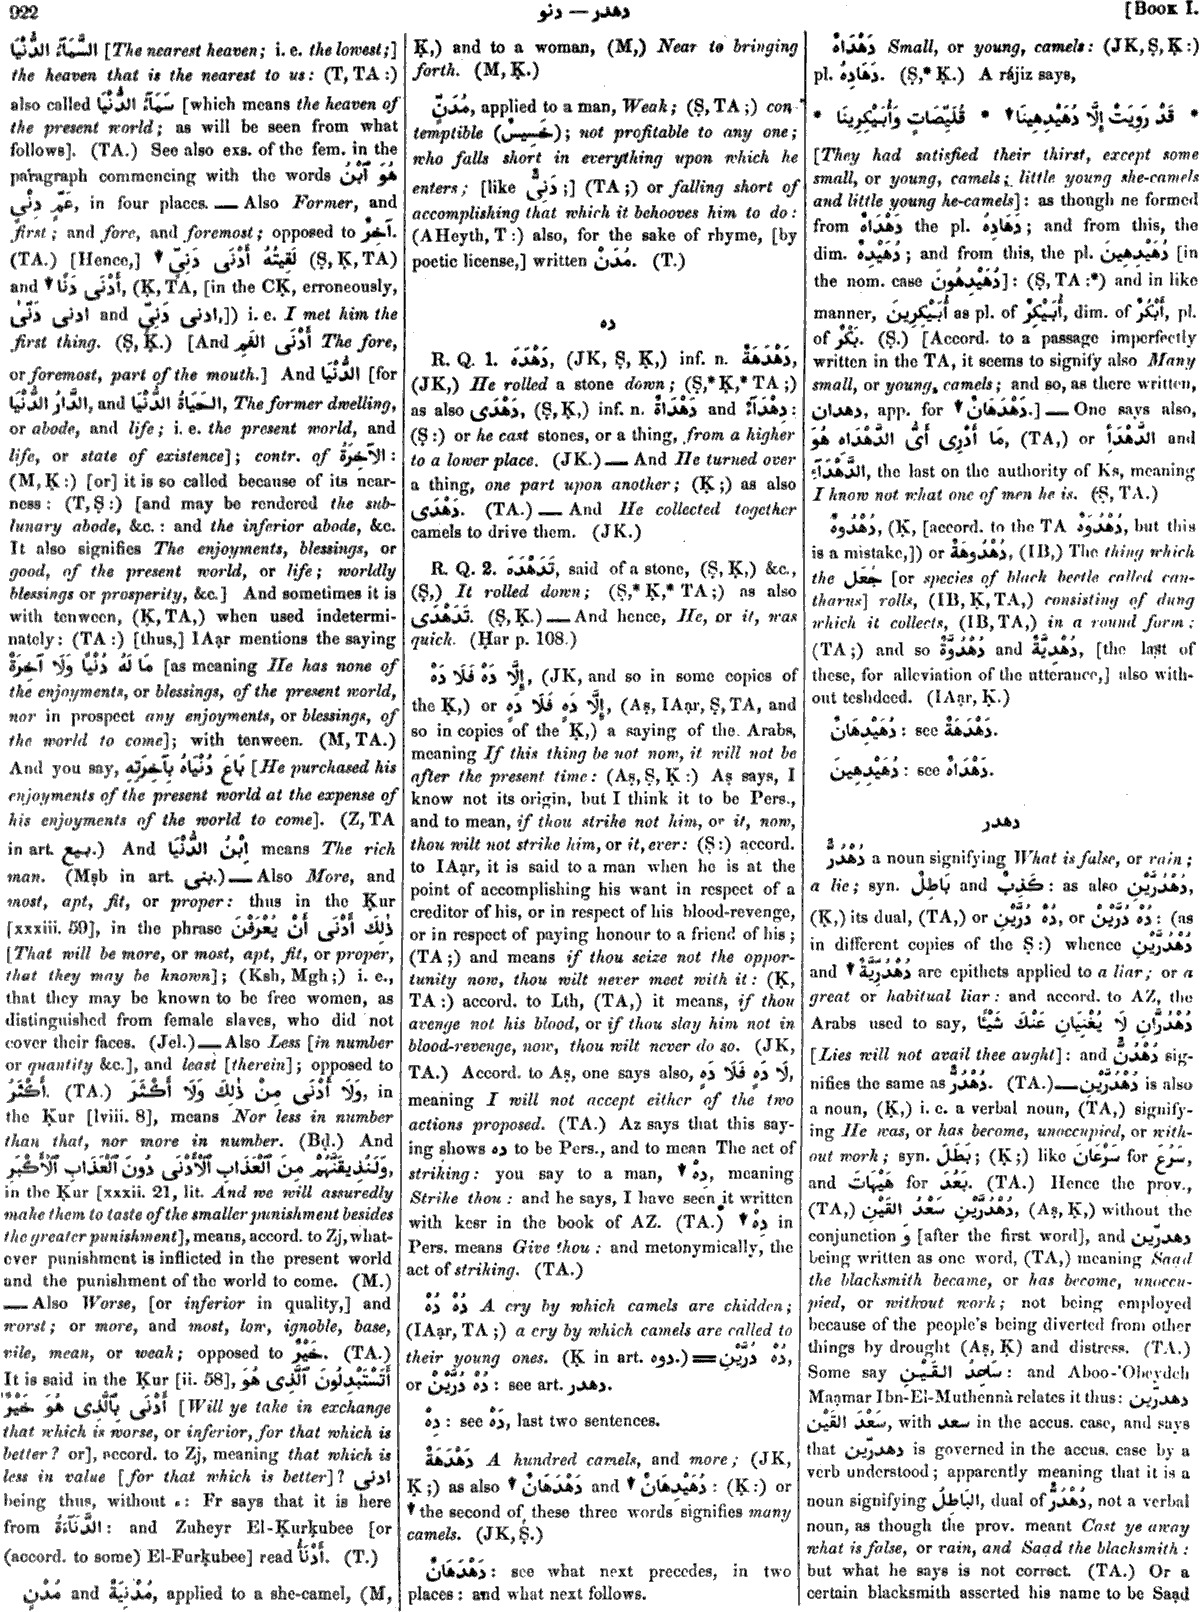 922
دهدر — دنو
[Book I.
السَّمَآءُ الدُّنْيَا [The nearest heaven; i. e. the lowest;]
the heaven that is the nearest to us: (T, TA:)
also called سَمَآءُ الدُّنْيَا [which means the heaven of
the present world; as will be seen from what
follows]. (TA.) See also exs. of the fem. in the
paragraph commencing with the words هُوَ ٱبْنُ
عَمٍّ دِنْيٍ, in four places. — Also Former, and
first; and fore, and foremost; opposed to آخِرٌ.
(TA.) [Hence,] لَقِيتُهُ أَدْنَى دَنِىٍّ (Ṣ, Ḳ, TA)
and أَدْنَى دَنًا, (Ḳ, TA, [in the CḲ, erroneously,
ادنى دَنِىّ and ادنى دَنّى,]) i. e. I met him the
first thing. (Ṣ, Ḳ.) [And أَدْنَى الفَمِ The fore,
or foremost, part of the mouth.] And الدُّنْيَا [for
الدَّارُ الدُّنْيَا, and الحَيَاةُ الدُّنْيَا, The former dwelling,
or abode, and life; i. e. the present world, and
life, or state of existence]; contr. of الآخِرَةُ:
(M, Ḳ:) [or] it is so called because of its near-
ness: (T, Ṣ:) [and may be rendered the sub-
lunary abode, &c.: and the inferior abode, &c.
It also signifies The enjoyments, blessings, or
good, of the present world, or life; worldly
blessings or prosperity, &c.] And sometimes it is
with tenween, (Ḳ, TA,) when used indetermi-
nately: (TA:) [thus,] IAạr mentions the saying
مَا لَهُ دُنْيًا وَلَا آخِرَةٌ [as meaning He has none of
the enjoyments, or blessings, of the present world,
nor in prospect any enjoyments, or blessings, of
the world to come]; with tenween. (M, TA.)
And you say, بَاعَ دُنْيَاهُ بِآخِرَتِهِ [He purchased his
enjoyments of the present world at the expense of
his enjoyments of the world to come]. (Z, TA
in art. بيع.) And اِبْنُ الدُّنْيَا means The rich
man. (Mṣb in art. بنى.) — Also More, and
most, apt, fit, or proper: thus in the Ḳur
[xxxiii. 59], in the phrase ذٰلِكَ أَدْنَى أَنْ يُعْرَفْنَ
[That will be more, or most, apt, fit, or proper,
that they may be known]; (Ksh, Mgh;) i. e.,
that they may be known to be free women, as
distinguished from female slaves, who did not
cover their faces. (Jel.) — Also Less [in number
or quantity &c.], and least [therein]; opposed to
أَكْثَرُ. (TA.) وَلَا أَدْنَى مِنْ ذٰلِكَ وَلَا أَكْثَرَ, in
the Ḳur [lviii. 8], means Nor less in number
than that, nor more in number. (Bḍ.) And
وَلَنُذِيقَنَّهُمْ مِنَ ٱلْعَذَابِ ٱلْأَدْنَى دُونَ ٱلْعَذَابِ ٱلْأَكْبَرِ,
in the Ḳur [xxxii. 21, lit. And we will assuredly
make them to taste of the smaller punishment besides
the greater punishment], means, accord. to Zj, what-
ever punishment is inflicted in the present world
and the punishment of the world to come. (M.)
— Also Worse, [or inferior in quality,] and
worst; or more, and most, low, ignoble, base,
vile, mean, or weak; opposed to خَيْرٌ. (TA.)
It is said in the Ḳur [ii. 58], أَتَسْتَبْدِلُونَ ٱلَّذِى هُوَ
أَدْنَى بِٱلَّذِى هُوَ خَيْرٌ [Will ye take in exchange
that which is worse, or inferior, for that which is
better? or], accord. to Zj, meaning that which is
less in value [for that which is better]? ادنى
being thus, without ء: Fr says that it is here
from الدَّنَآءَةُ: and Zuheyr El-Ḳurḳubee [or
(accord. to some) El-Furḳubee] read أَدْنَأُ. (T.)
مُدْنٍ and مُدْنِيَةٌ, applied to a she-camel, (M,
Ḳ,) and to a woman, (M,) Near to bringing
forth. (M, Ḳ.)
مُدَنٍّ, applied to a man, Weak; (Ṣ, TA;) con-
temptible (خَسِيسٌ); not profitable to any one;
who falls short in everything upon which he
enters; [like دَنِىٌّ;] (TA;) or falling short of
accomplishing that which it behooves him to do:
(AHeyth, T:) also, for the sake of rhyme, [by
poetic license,] written مُدَنْ. (T.)
ده
R. Q. 1. دَهْدَهَ, (JK, Ṣ, Ḳ,) inf. n. دَهْدَهَةٌ,
(JK,) He rolled a stone down; (Ṣ,* Ḳ,* TA;)
as also دَهْدَى, (Ṣ, Ḳ,) inf. n. دَهْدَاةٌ and دِهْدَآءٌ:
(Ṣ:) or he cast stones, or a thing, from a higher
to a lower place. (JK.) — And He turned over
a thing, one part upon another; (Ḳ;) as also
دَهْدَى. (TA.) — And He collected together
camels to drive them. (JK.)
R. Q. 2. تَدَهْدَهَ, said of a stone, (Ṣ, Ḳ,) &c.,
(Ṣ,) It rolled down; (Ṣ,* Ḳ,* TA;) as also
تَدَهْدَى. (Ṣ, Ḳ.) — And hence, He, or it, was
quick. (Ḥar p. 108.)
إِلَّا دَهْ فَلَا دَهْ, (JK, and so in some copies of
the Ḳ,) or إِلَّا دَهٍ فَلَا دَهٍ, (Aṣ, IAạr, Ṣ, TA, and
so in copies of the Ḳ,) a saying of the Arabs,
meaning If this thing be not now, it will not be
after the present time: (Aṣ, Ṣ, Ḳ:) Aṣ says, I
know not its origin, but I think it to be Pers.,
and to mean, if thou strike not him, or it, now,
thou wilt not strike him, or it, ever: (Ṣ:) accord.
to IAạr, it is said to a man when he is at the
point of accomplishing his want in respect of a
creditor of his, or in respect of his blood-revenge,
or in respect of paying honour to a friend of his;
(TA;) and means if thou seize not the oppor-
tunity now, thou wilt never meet with it: (Ḳ,
TA:) accord. to Lth, (TA,) it means, if thou
avenge not his blood, or if thou slay him not in
blood-revenge, now, thou wilt never do so. (JK,
TA.) Accord. to Aṣ, one says also, لَا دَهٍ فَلَا دَهٍ,
meaning I will not accept either of the two
actions proposed. (TA.) Az says that this say-
ing shows ده to be Pers., and to mean The act of
striking: you say to a man, دِهْ, meaning
Strike thou: and he says, I have seen it written
with kesr in the book of AZ. (TA.) دِهْ in
Pers. means Give thou: and metonymically, the
act of striking. (TA.)
دُهْ دُهْ A cry by which camels are chidden;
(IAạr, TA;) a cry by which camels are called to
their young ones. (Ḳ in art. دوه.) = دُهْ دُرَّيْنِ,
or دُهْ دُرَّيْنْ: see art. دهدر.
دِهْ: see دَهْ, last two sentences.
دَهْدَهَةٌ A hundred camels, and more; (JK,
Ḳ;) as also دَهْدَهَانٌ and دُهَيْدِهَانٌ: (Ḳ:) or
the second of these three words signifies many
camels. (JK, Ṣ.)
دَهْدَهَانٌ: see what next precedes, in two
places: and what next follows.
دَهْدَاهٌ Small, or young, camels: (JK, Ṣ, Ḳ:)
pl. دَهَادِهُ. (Ṣ,* Ḳ.) A rájiz says,
* قَدْ رَوِيَتْ إِلَّا دُهَيْدِهِينَا * قُلَيِّصَاتٍ وَأُبَيْكِرِينَا *
[They had satisfied their thirst, except some
small, or young, camels; little young she-camels
and little young he-camels]: as though he formed
from دَهْدَاهٌ the pl. دَهَادِهُ; and from this, the
dim. دُهَيْدِهٌ; and from this, the pl. دُهَيْدِهِينَ [in
the nom. case دُهَيْدِهُونَ]: (Ṣ, TA:*) and in like
manner, أُبَيْكِرِينَ as pl. of أُبَيْكِرٌ, dim. of أَبْكُرٌ, pl.
of بَكْرٌ. (Ṣ.) [Accord. to a passage imperfectly
written in the TA, it seems to signify also Many
small, or young, camels; and so, as there written,
دهدان, app. for دَهْدَهَانٌ.] — One says also,
مَا أَدْرِى أَىُّ الدَّهْدَاهِ هُوَ, (TA,) or الدَّهْدَأ and
الدَّهْدَآءِ, the last on the authority of Ks, meaning
I know not what one of men he is. (Ṣ, TA.)
دُهْدُوهٌ, (Ḳ, [accord. to the TA دُهْدُوَهْ, but this
is a mistake,]) or دُهْدُوهَةٌ, (IB,) The thing which
the جُعَل [or species of black beetle called can-
tharus] rolls, (IB, Ḳ, TA,) consisting of dung
which it collects, (IB, TA,) in a round form:
(TA;) and so دُهْدُوَّةٌ and دُهْدِيَّةٌ, [the last of
these, for alleviation of the utterance,] also with-
out teshdeed. (IAạr, Ḳ.)
دُهَيْدِهَانٌ: see دَهْدَهَةٌ.
دُهَيْدِهِينَ: see دَهْدَاهٌ.
دهدر
دُهْدُرٌّ a noun signifying What is false, or vain;
a lie; syn. بَاطِلٌ and كَذِبٌ: as also دُهْدُرَّيْنِ,
(Ḳ,) its dual, (TA,) or دُهْ دُرَّيْنِ, or دُهْ دُرَّيْنْ: (as
in different copies of the Ṣ:) whence دُهْدُرَّيْنِ
and دُهْدُرِّيَّةٌ are epithets applied to a liar; or a
great or habitual liar: and accord. to AZ, the
Arabs used to say, دُهْدُرَّانِ لَا يُغْنِيَانِ عَنْكَ شَيْئًا
[Lies will not avail thee aught]: and دُهْدُنٌّ sig-
nifies the same as دُهْدُرٌّ. (TA.) — دُهْدُرَّيْنِ is also
a noun, (Ḳ,) i. e. a verbal noun, (TA,) signify-
ing He was, or has become, unoccupied, or with-
out work; syn. بَطَلَ; (Ḳ;) like سَرْعَانَ for سَرُعَ,
and هَيْهَاتَ for بَعُدَ. (TA.) Hence the prov.,
(TA,) دُهْدُرَّيْنِ سَعْدُ القَيْنِ, (Aṣ, Ḳ,) without the
conjunction وَ [after the first word], and دهدرّين
being written as one word, (TA,) meaning Saạd
the blacksmith became, or has become, unoccu-
pied, or without work; not being employed
because of the people's being diverted from other
things by drought (Aṣ, Ḳ) and distress. (TA.)
Some say سَاعِدُ القَيْنِ: and Aboo-'Obeydeh
Maạmar Ibn-El-Muthennà relates it thus: دهدرّين
سَعْدَ القَيْنَ, with سعد in the accus. case, and says
that دهدرّين is governed in the accus. case by a
verb understood; apparently meaning that it is a
noun signifying البَاطِلُ, dual of دُهْدُرٌّ, not a verbal
noun, as though the prov. meant Cast ye away
what is false, or vain, and Saạd the blacksmith:
but what he says is not correct. (TA.) Or a
certain blacksmith asserted his name to be Saạd